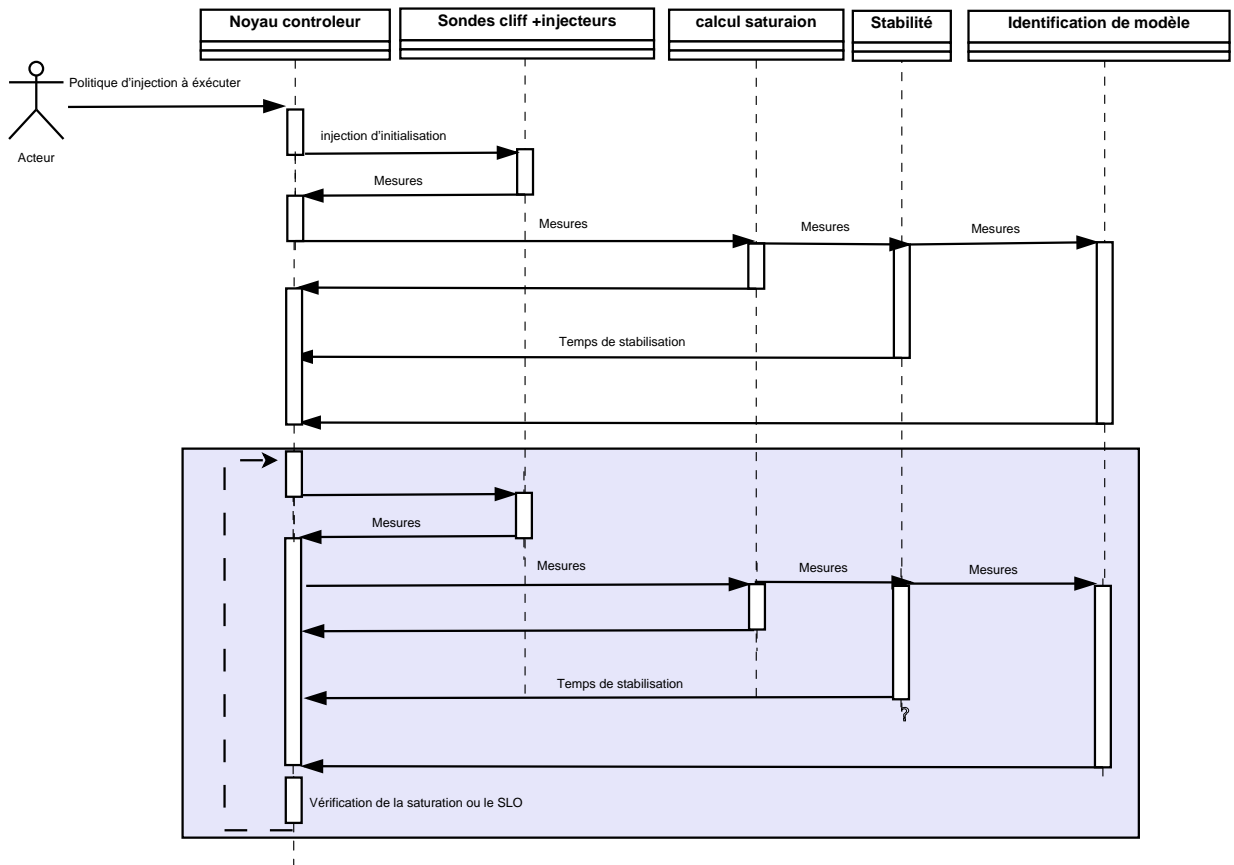 Noyau controleur
Sondes cliff +injecteurs
calcul saturaion
Stabilité
Identification de modèle
Politique d'injection à éxécuter
Acteur
injection d'initialisation
Mesures
Mesures
Mesures
Mesures
Temps de stabilisation
Mesures
Mesures
Mesures
Mesures
Temps de stabilisation
?
Vérification de la saturation ou le SLO